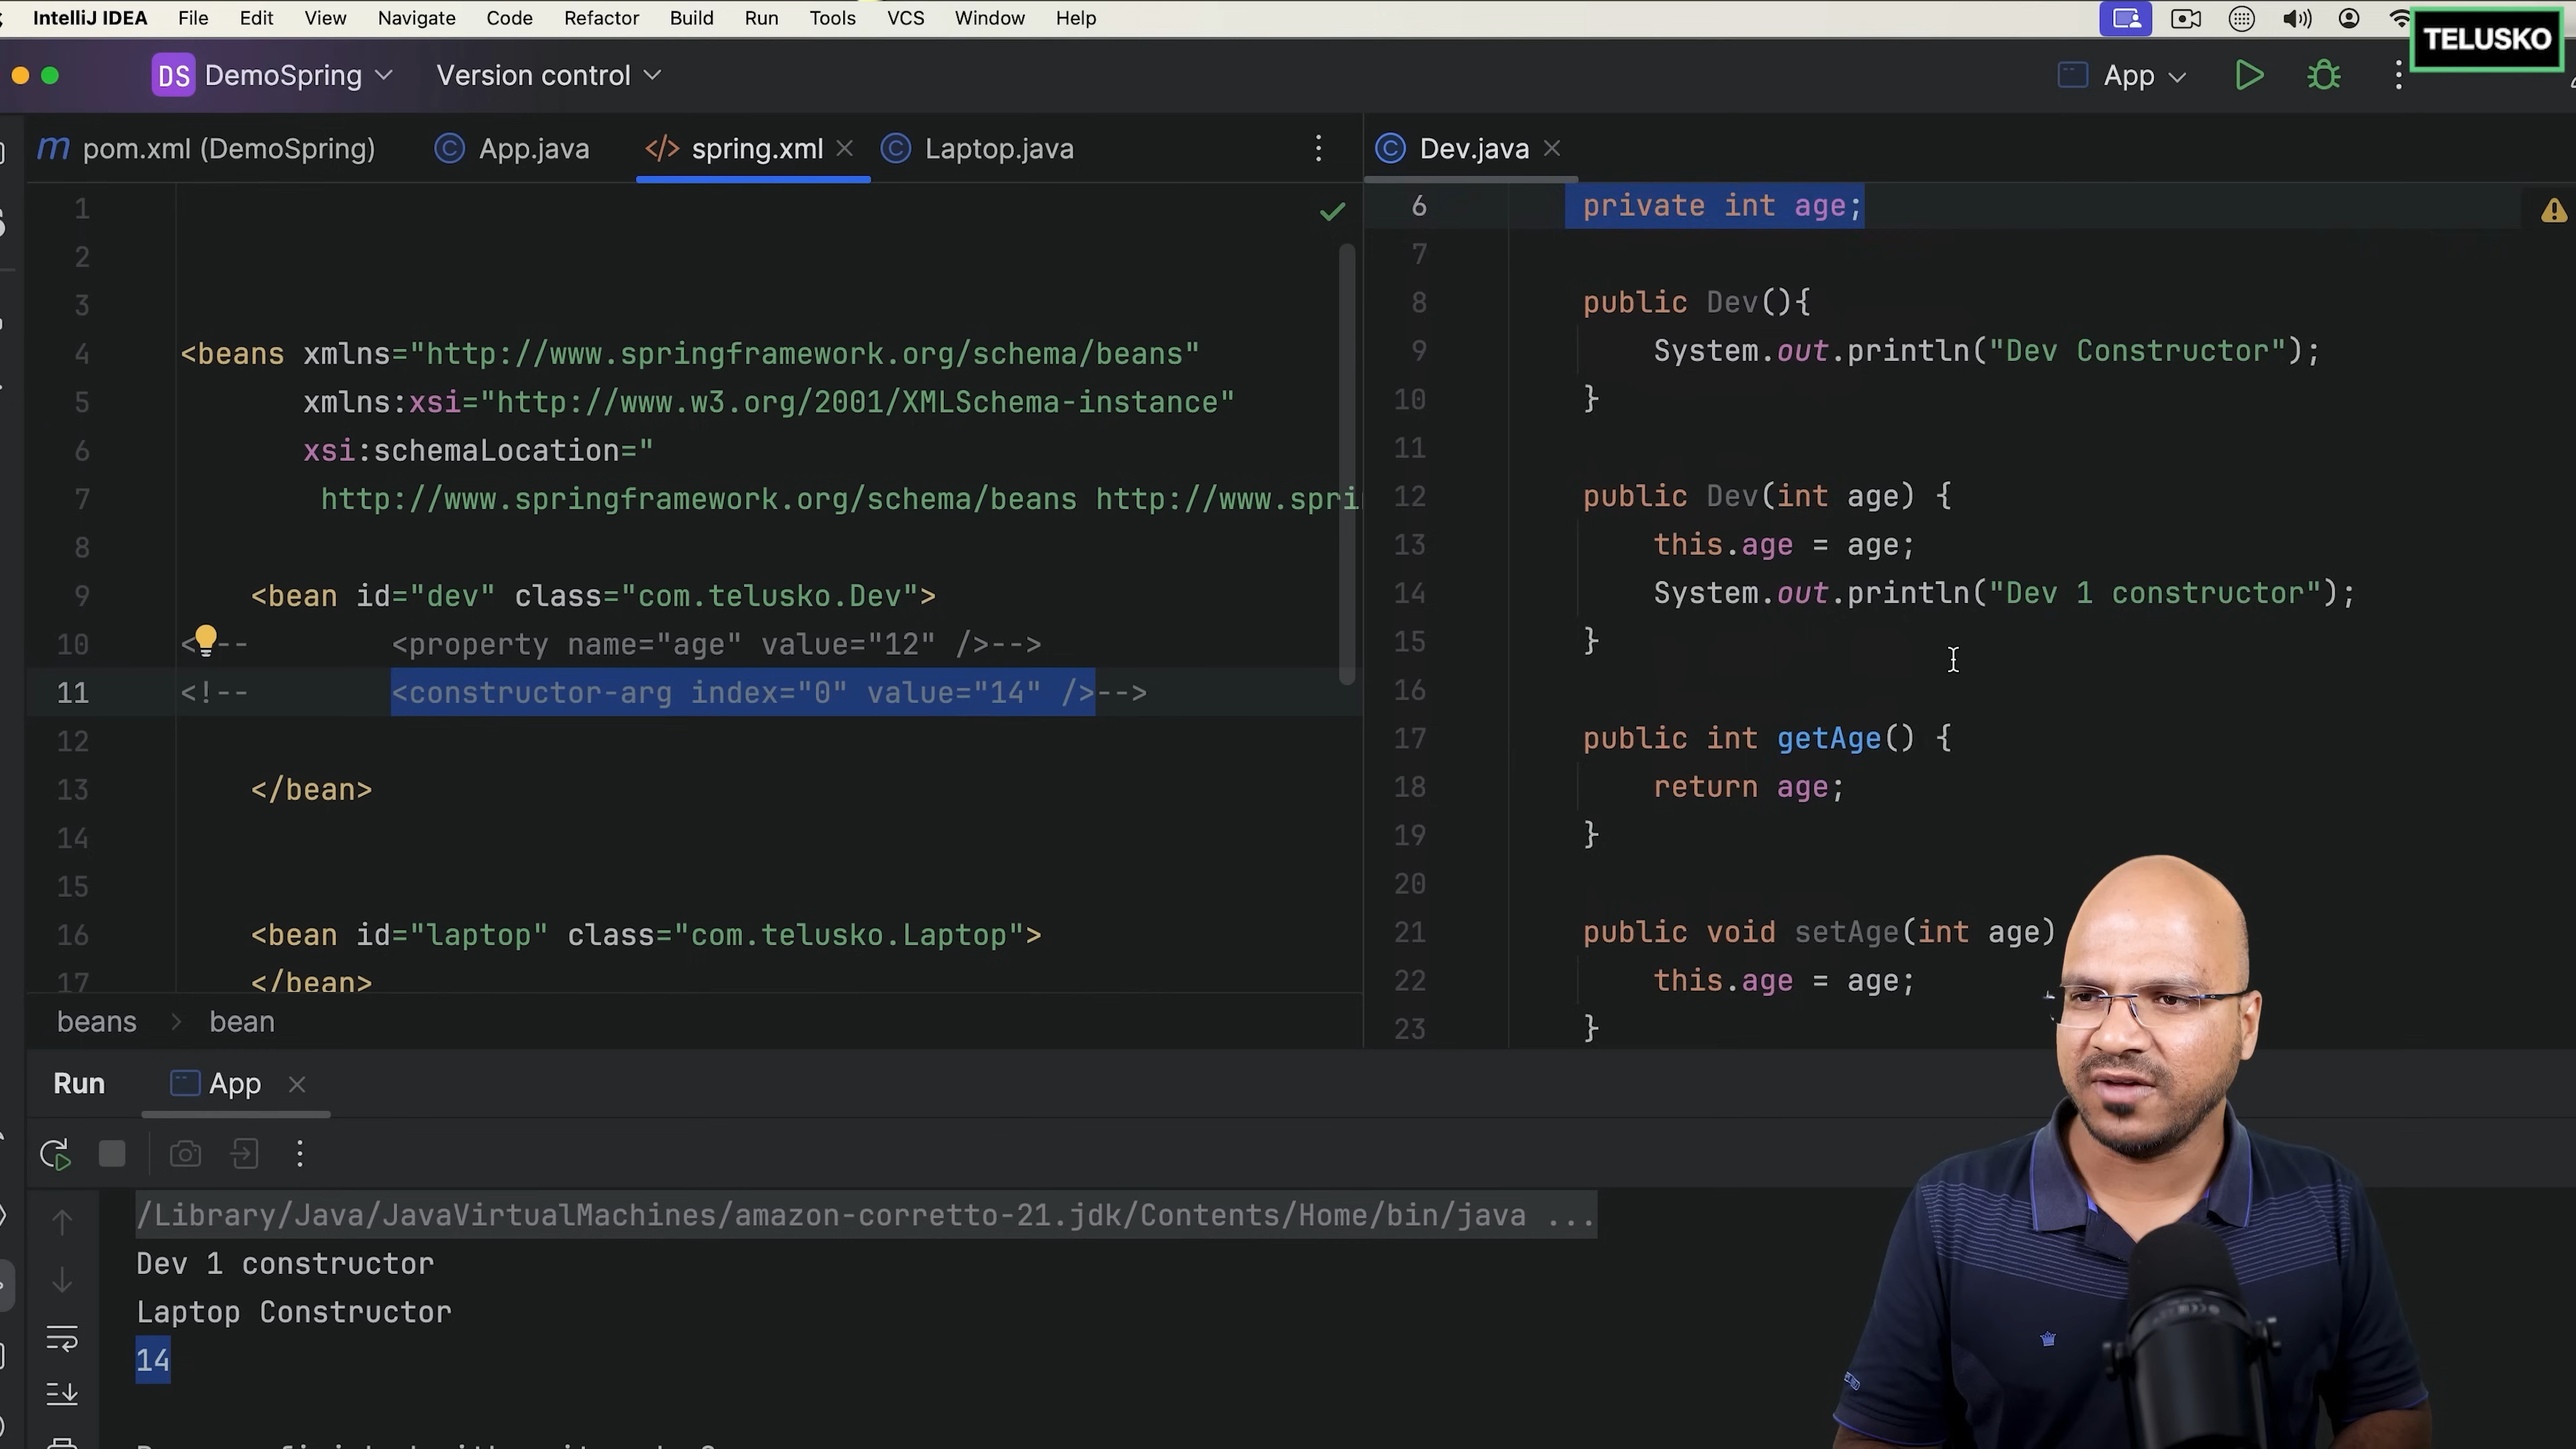 IntelliJ IDEA File Edit View Navigate Code Refactor Build Run Tools VCS Window Help
TELUSKO
DS DemoSpring Version control App
pom.xml (DemoSpring) App.java </> spring.xml Laptop.java
1
2
3
4 <beans xmlns="http://www.springframework.org/schema/beans"
5 xmlns:xsi="http://www.w3.org/2001/XMLSchema-instance"
6 xsi:schemaLocation="
7 http://www.springframework.org/schema/beans http://www.spri
8
9 <bean id="dev" class="com.telusko.Dev">
10 <!-- <property name="age" value="12" />-->
11 <!-- <constructor-arg index="0" value="14" />-->
12
13 </bean>
14
15
16 <bean id="laptop" class="com.telusko.Laptop">
17 </bean>
beans > bean
Dev.java
6 private int age;
7
8 public Dev(){
9 System.out.println("Dev Constructor");
10 }
11
12 public Dev(int age) {
13 this.age = age;
14 System.out.println("Dev 1 constructor");
15 }
16
17 public int getAge() {
18 return age;
19 }
20
21 public void setAge(int age)
22 this.age = age;
23 }
Run App
/Library/Java/JavaVirtualMachines/amazon-corretto-21.jdk/Contents/Home/bin/java ...
Dev 1 constructor
Laptop Constructor
14